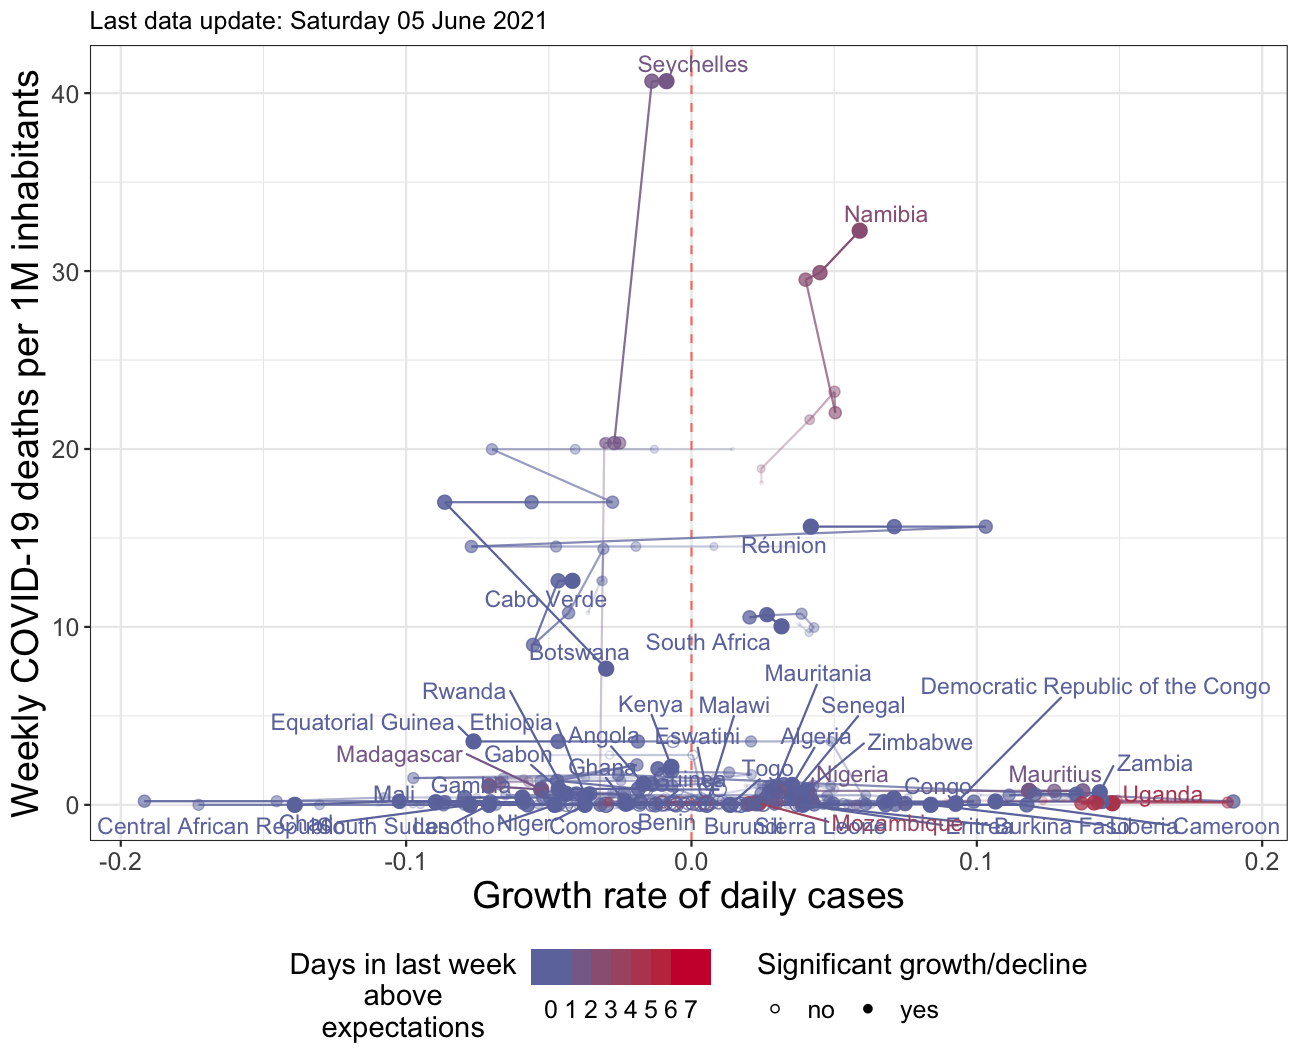 Last data update: Saturday 05 June 2021
Weekly COVID-19 deaths per 1M inhabitants
40
30
20
10
0
Seychelles
Namibia
Réunion
Cabo Verde
South Africa
Botswana
Mauritania
Democratic Republic of the Congo
Rwanda
Kenya
Malawi
Senegal
Equatorial Guinea
Ethiopia
Angola
Eswatini
Algeria
Zimbabwe
Madagascar
Gabon
Ghana
Togo
Nigeria
Mauritius
Zambia
Guinea
Gambia
Congo
Mali
Uganda
Central African Republic
Chad
South Sudan
Lesotho
Niger
Comoros
Benin
Burundi
Sierra Leone
Mozambique
Eritrea
Burkina Faso
Liberia
Cameroon
-0.2
-0.1
0.0
0.1
0.2
Growth rate of daily cases
Days in last week
above
expectations
0 1 2 3 4 5 6 7
Significant growth/decline
no
yes